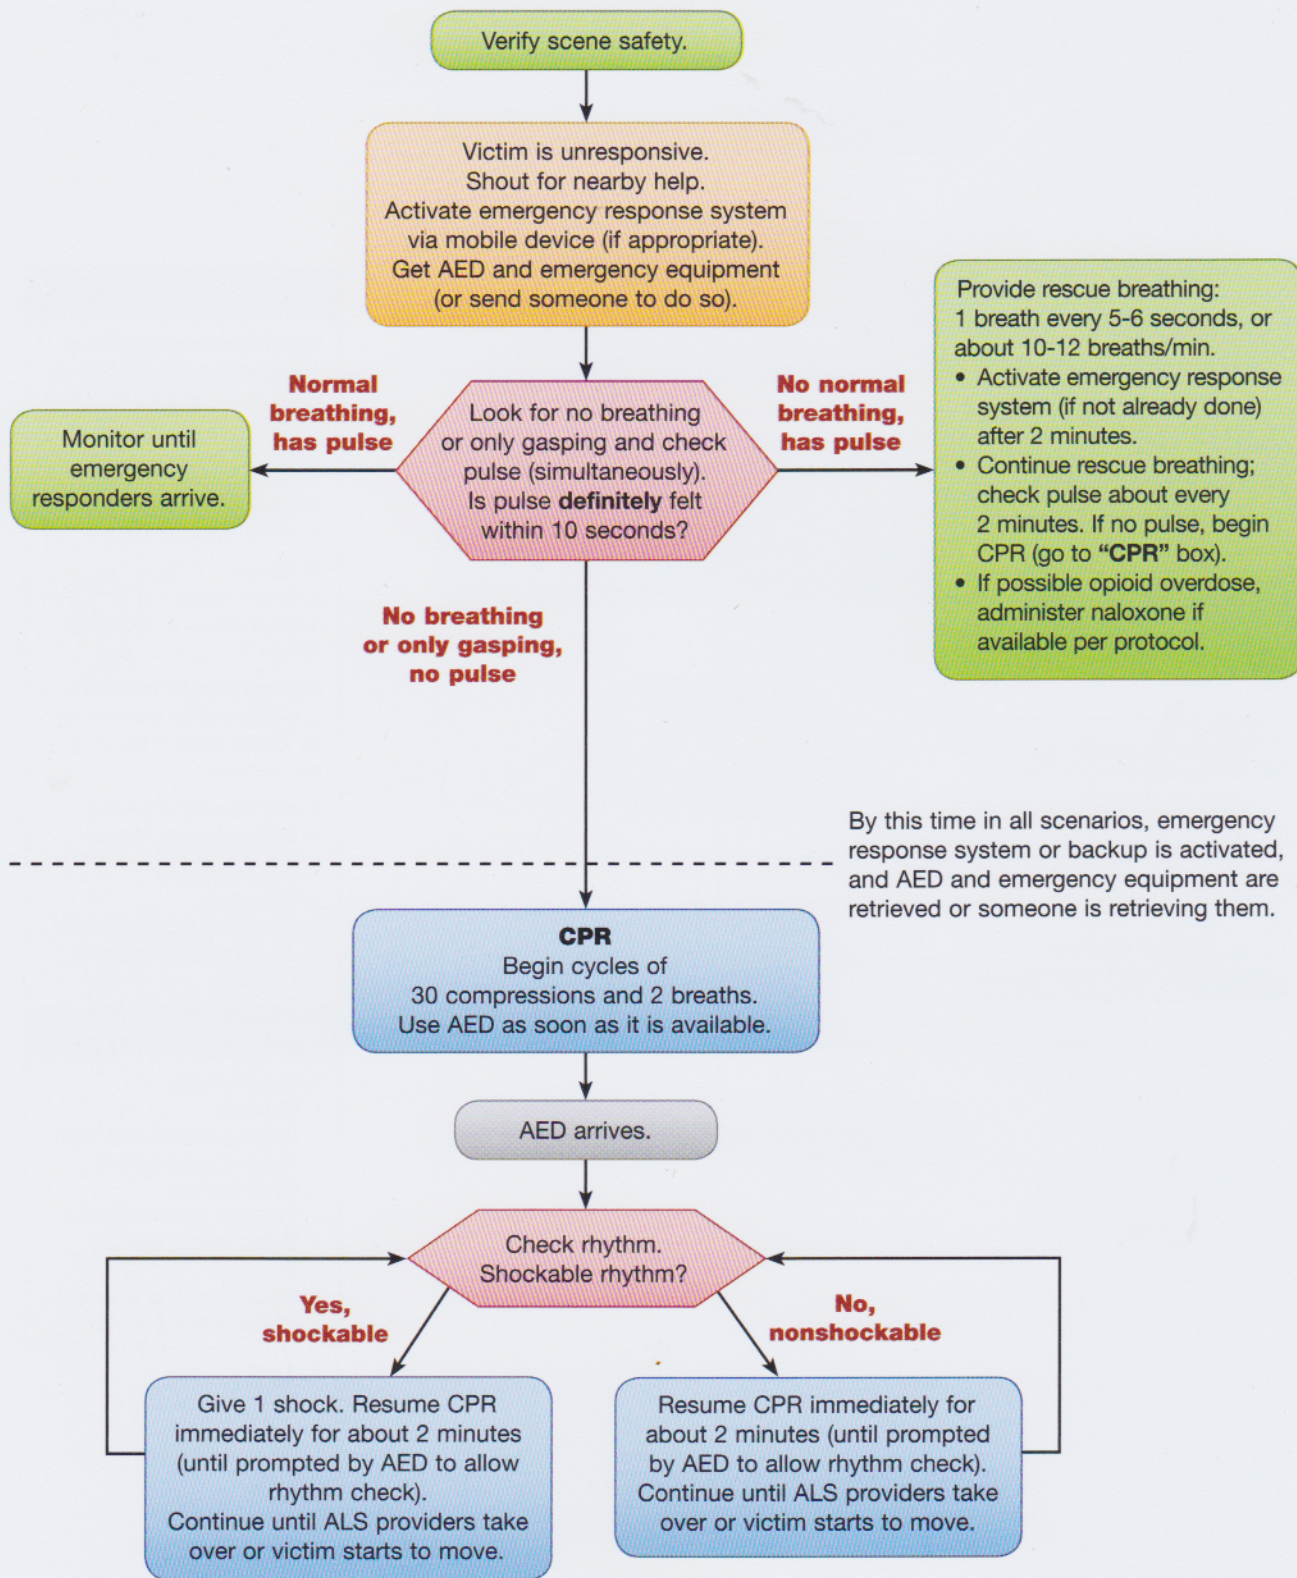 Verify scene safety.
Victim is unresponsive.
Shout for nearby help.
Activate emergency response system
via mobile device (if appropriate).
Get AED and emergency equipment
(or send someone to do so).
Normal
breathing,
has pulse
Monitor until
emergency
responders arrive.
Look for no breathing
or only gasping and check
pulse (simultaneously).
Is pulse definitely felt
within 10 seconds?
No normal
breathing,
has pulse
Provide rescue breathing:
1 breath every 5-6 seconds, or
about 10-12 breaths/min.
• Activate emergency response
system (if not already done)
after 2 minutes.
• Continue rescue breathing;
check pulse about every
2 minutes. If no pulse, begin
CPR (go to “CPR” box).
• If possible opioid overdose,
administer naloxone if
available per protocol.
No breathing
or only gasping,
no pulse
By this time in all scenarios, emergency
response system or backup is activated,
and AED and emergency equipment are
retrieved or someone is retrieving them.
CPR
Begin cycles of
30 compressions and 2 breaths.
Use AED as soon as it is available.
AED arrives.
Check rhythm.
Shockable rhythm?
Yes,
shockable
No,
nonshockable
Give 1 shock. Resume CPR
immediately for about 2 minutes
(until prompted by AED to allow
rhythm check).
Continue until ALS providers take
over or victim starts to move.
Resume CPR immediately for
about 2 minutes (until prompted
by AED to allow rhythm check).
Continue until ALS providers take
over or victim starts to move.